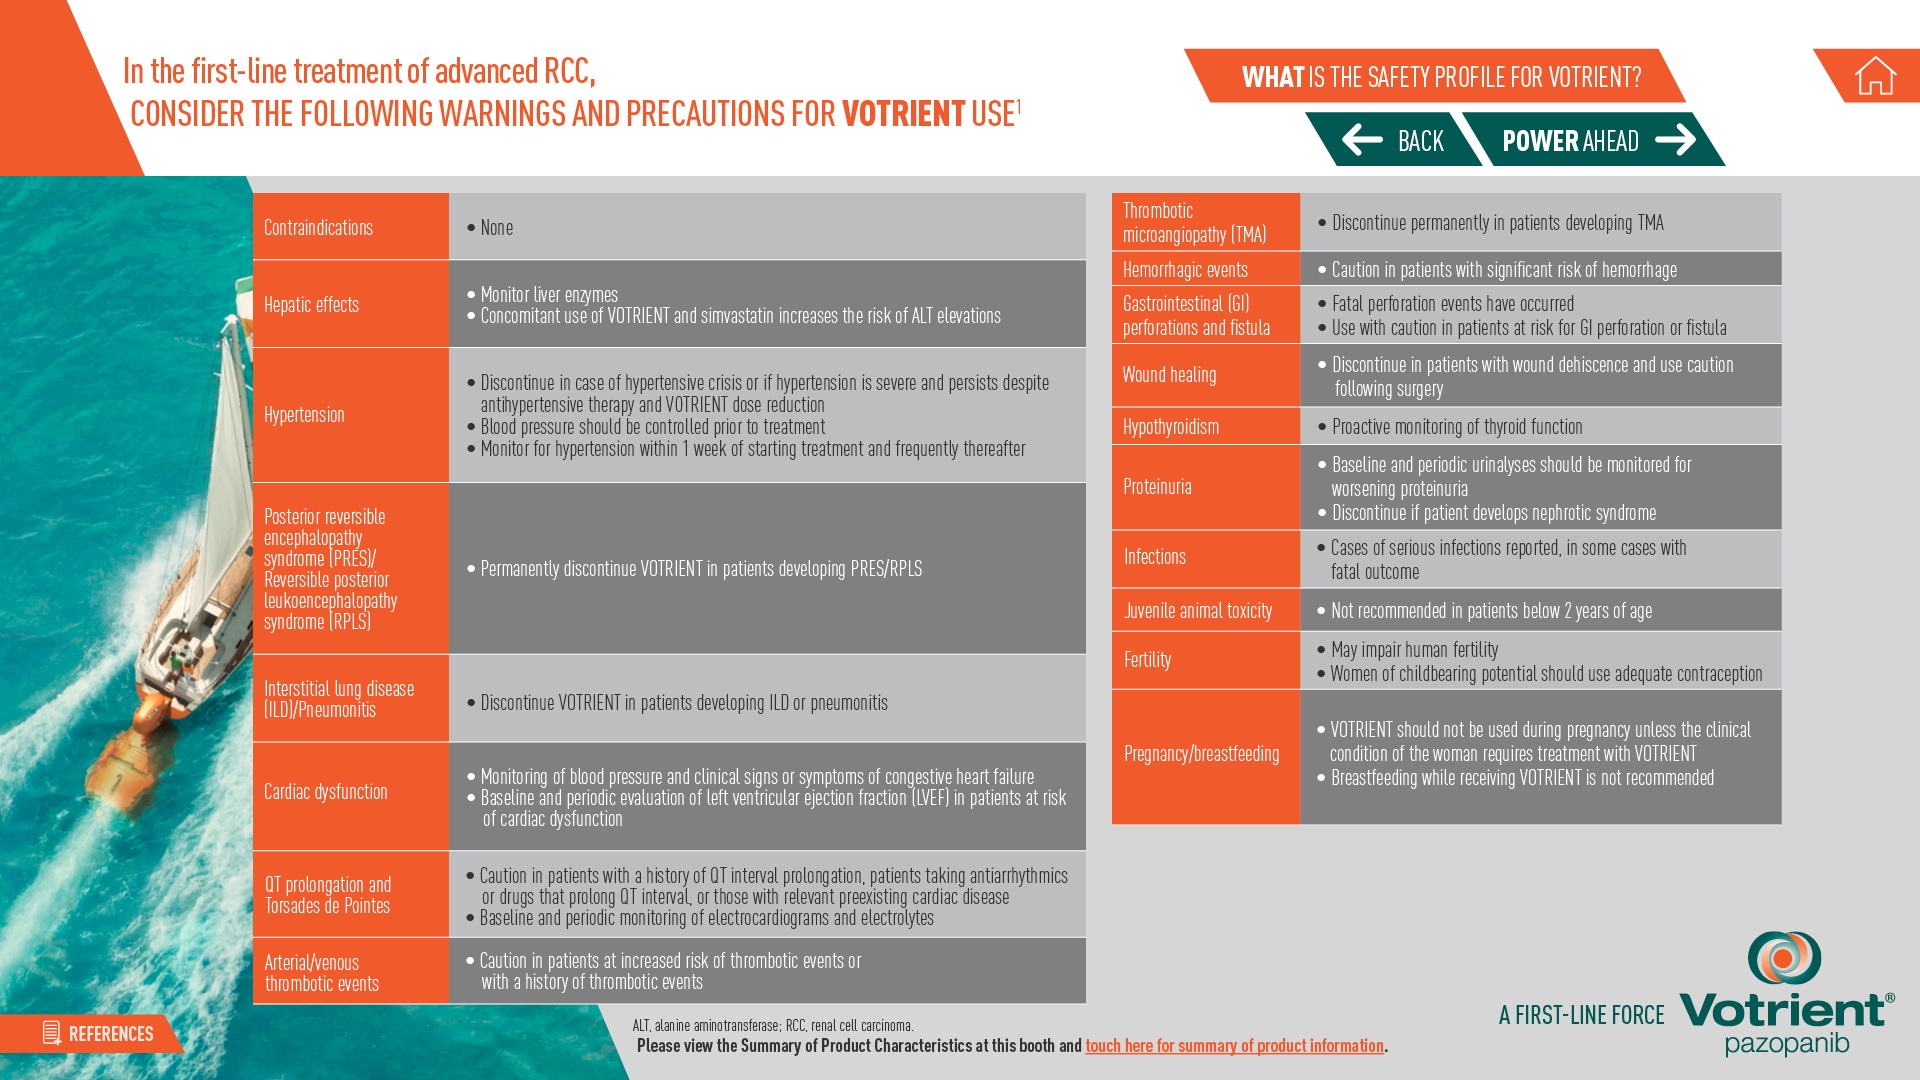 In the first-line treatment of advanced RCC,
CONSIDER THE FOLLOWING WARNINGS AND PRECAUTIONS FOR VOTRIENT USE1
WHAT IS THE SAFETY PROFILE FOR VOTRIENT?
BACK
POWER AHEAD
Contraindications
• None
Hepatic effects
• Monitor liver enzymes
• Concomitant use of VOTRIENT and simvastatin increases the risk of ALT elevations
Hypertension
• Discontinue in case of hypertensive crisis or if hypertension is severe and persists despite
antihypertensive therapy and VOTRIENT dose reduction
• Blood pressure should be controlled prior to treatment
• Monitor for hypertension within 1 week of starting treatment and frequently thereafter
Posterior reversible
encephalopathy
syndrome (PRES)/
Reversible posterior
leukoencephalopathy
syndrome (RPLS)
• Permanently discontinue VOTRIENT in patients developing PRES/RPLS
Interstitial lung disease
(ILD)/Pneumonitis
• Discontinue VOTRIENT in patients developing ILD or pneumonitis
Cardiac dysfunction
• Monitoring of blood pressure and clinical signs or symptoms of congestive heart failure
• Baseline and periodic evaluation of left ventricular ejection fraction (LVEF) in patients at risk
of cardiac dysfunction
QT prolongation and
Torsades de Pointes
• Caution in patients with a history of QT interval prolongation, patients taking antiarrhythmics
or drugs that prolong QT interval, or those with relevant preexisting cardiac disease
• Baseline and periodic monitoring of electrocardiograms and electrolytes
Arterial/venous
thrombotic events
• Caution in patients at increased risk of thrombotic events or
with a history of thrombotic events
Thrombotic
microangiopathy (TMA)
• Discontinue permanently in patients developing TMA
Hemorrhagic events
• Caution in patients with significant risk of hemorrhage
Gastrointestinal (GI)
perforations and fistula
• Fatal perforation events have occurred
• Use with caution in patients at risk for GI perforation or fistula
Wound healing
• Discontinue in patients with wound dehiscence and use caution
following surgery
Hypothyroidism
• Proactive monitoring of thyroid function
Proteinuria
• Baseline and periodic urinalyses should be monitored for
worsening proteinuria
• Discontinue if patient develops nephrotic syndrome
Infections
• Cases of serious infections reported, in some cases with
fatal outcome
Juvenile animal toxicity
• Not recommended in patients below 2 years of age
Fertility
• May impair human fertility
• Women of childbearing potential should use adequate contraception
Pregnancy/breastfeeding
• VOTRIENT should not be used during pregnancy unless the clinical
condition of the woman requires treatment with VOTRIENT
• Breastfeeding while receiving VOTRIENT is not recommended
REFERENCES
ALT, alanine aminotransferase; RCC, renal cell carcinoma.
Please view the Summary of Product Characteristics at this booth and touch here for summary of product information.
A FIRST-LINE FORCE
Votrient®
pazopanib